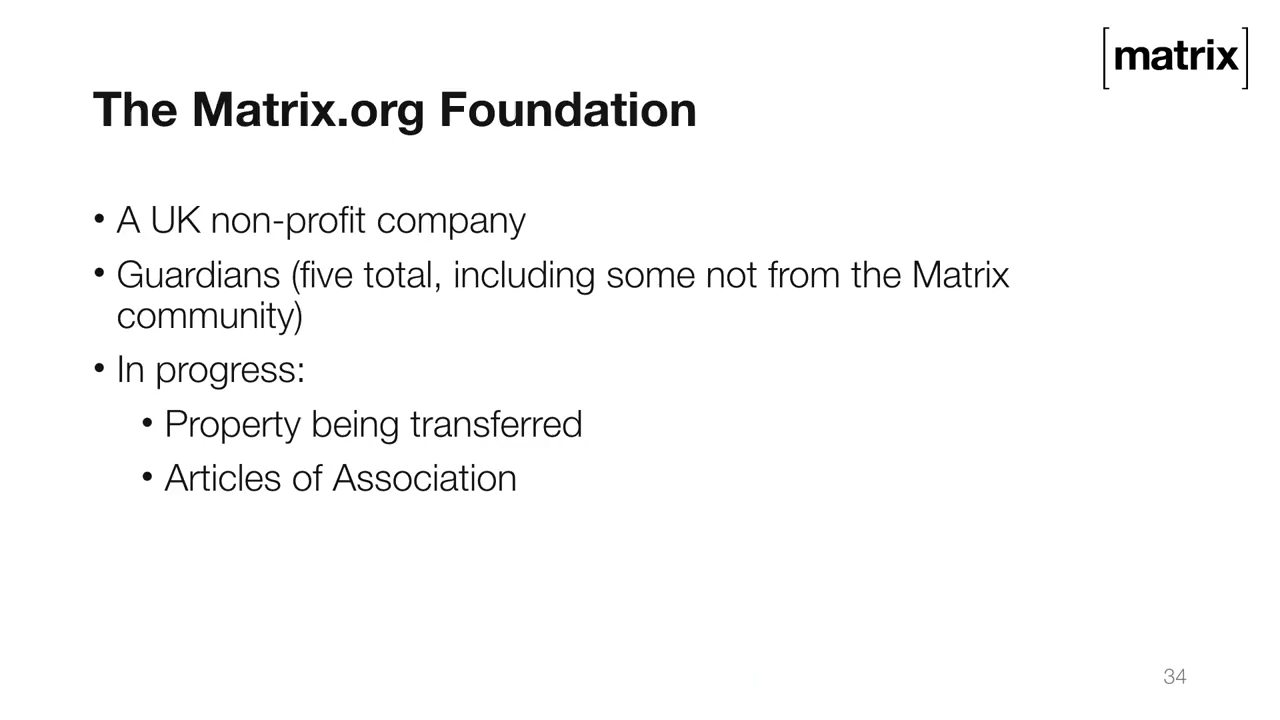 [matrix]
The Matrix.org Foundation
• A UK non-profit company
• Guardians (five total, including some not from the Matrix
community)
• In progress:
• Property being transferred
• Articles of Association
34